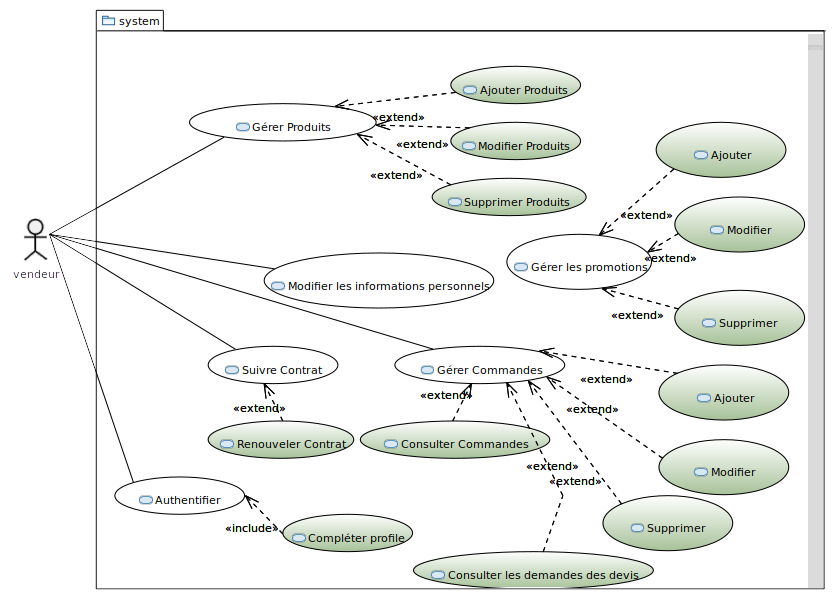 system
Ajouter Produits
«extend»
Gérer Produits
Modifier Produits
«extend»
Ajouter
«extend»
Supprimer Produits
«extend»
Modifier
«extend»
Gérer les promotions
vendeur
Modifier les informations personnels
«extend»
Supprimer
Suivre Contrat
Gérer Commandes
«extend»
«extend»
Ajouter
«extend»
«extend»
Renouveler Contrat
Consulter Commandes
«extend»
Modifier
«extend»
Authentifier
«include»
Supprimer
Compléter profile
Consulter les demandes des devis